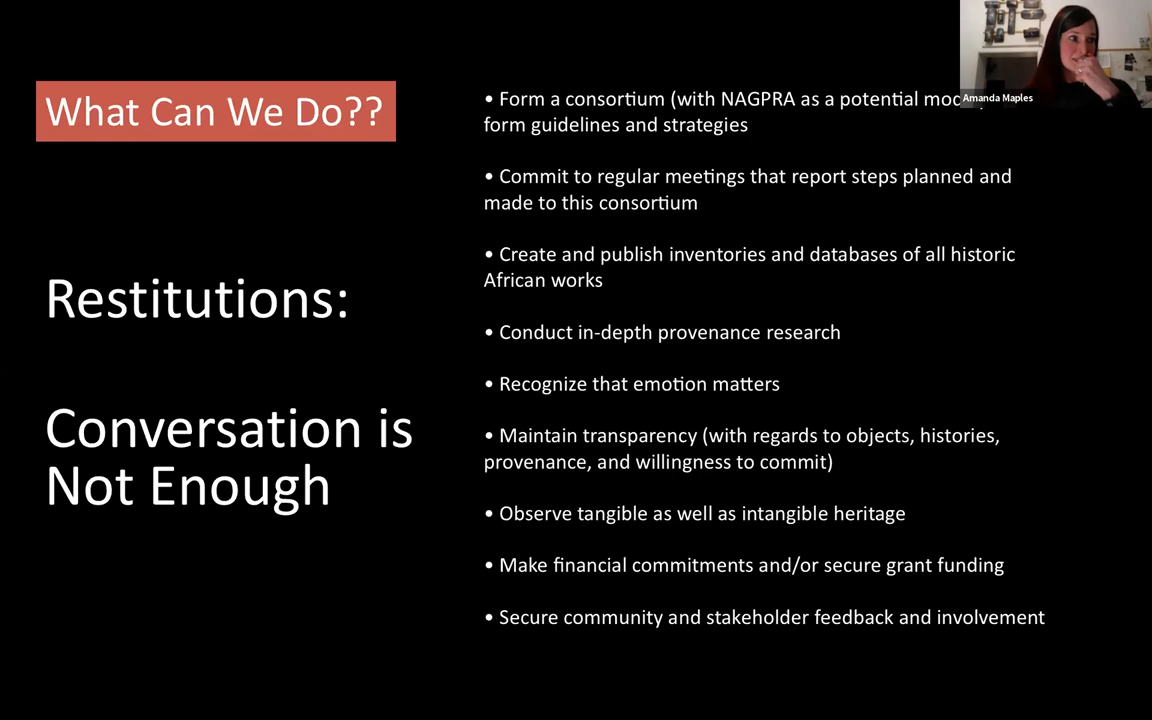 What Can We Do??
Restitutions:
Conversation is
Not Enough
• Form a consortium (with NAGPRA as a potential
form guidelines and strategies
• Commit to regular meetings that report steps planned and
made to this consortium
• Create and publish inventories and databases of all historic
African works
• Conduct in-depth provenance research
• Recognize that emotion matters
• Maintain transparency (with regards to objects, histories,
provenance, and willingness to commit)
• Observe tangible as well as intangible heritage
• Make financial commitments and/or secure grant funding
• Secure community and stakeholder feedback and involvement
Amanda Maples